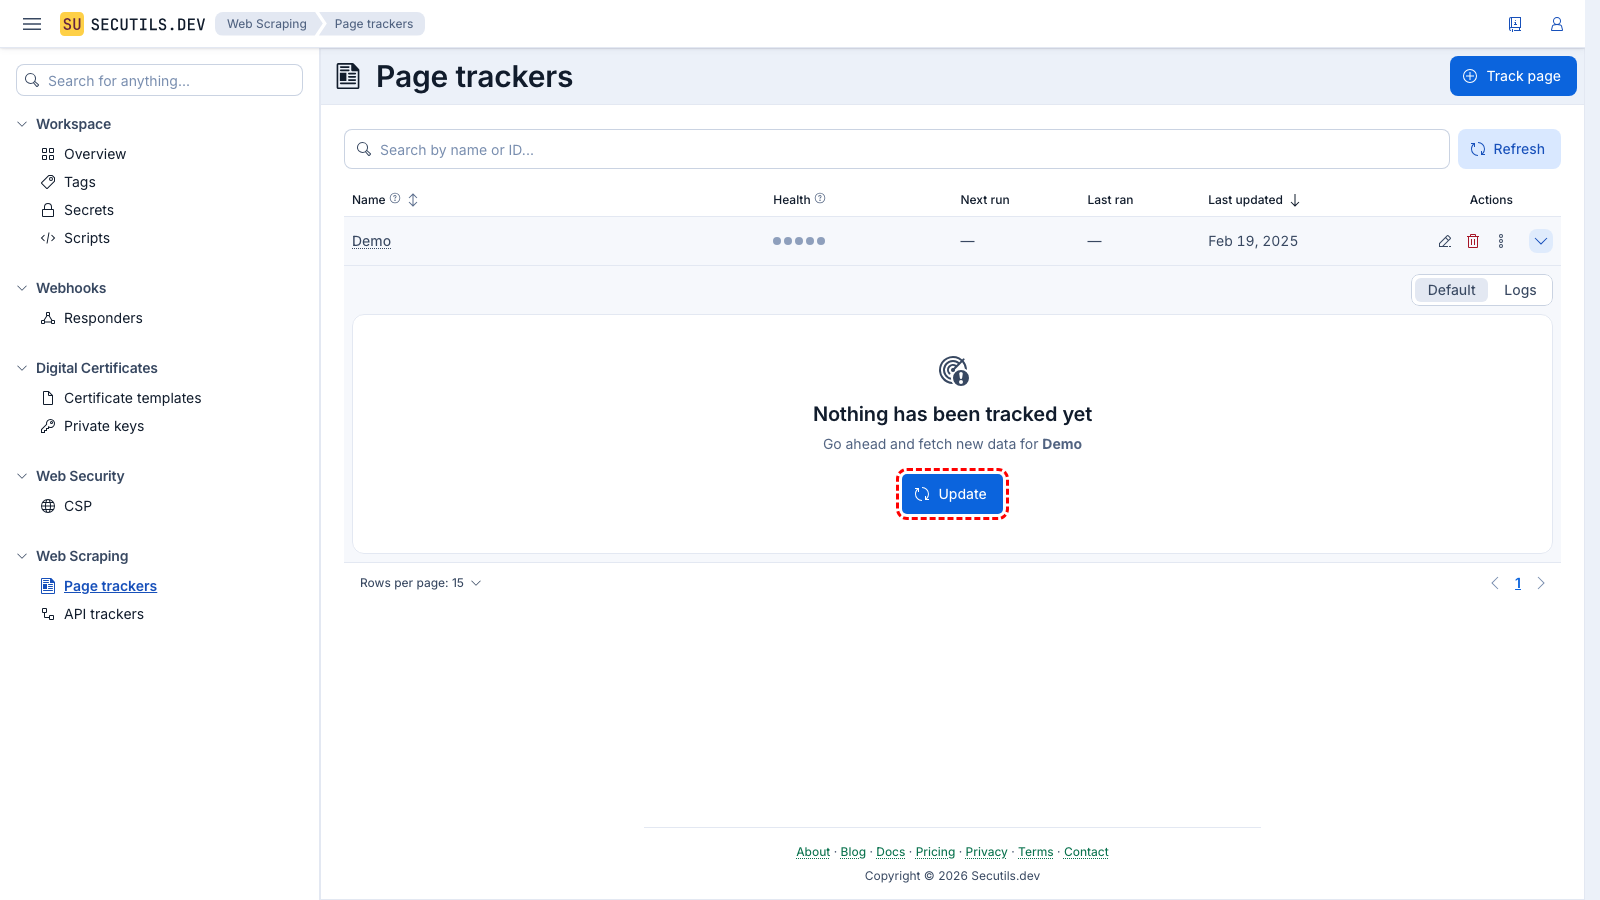 SU SECUTILS.DEV
Web Scraping
Page trackers
Search for anything...
Workspace
Overview
Tags
Secrets
Scripts
Webhooks
Responders
Digital Certificates
Certificate templates
Private keys
Web Security
CSP
Web Scraping
Page trackers
API trackers
Page trackers
Track page
Search by name or ID...
Refresh
Name Health Next run Last ran Last updated Actions
Demo — — Feb 19, 2025
Default Logs
Nothing has been tracked yet
Go ahead and fetch new data for Demo
Update
Rows per page: 15
1
About · Blog · Docs · Pricing · Privacy · Terms · Contact
Copyright © 2026 Secutils.dev